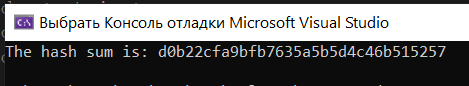 Выбрать Консоль отладки Microsoft Visual Studio
The hash sum is: d0b22cfa9bfb7635a5b5d4c46b515257